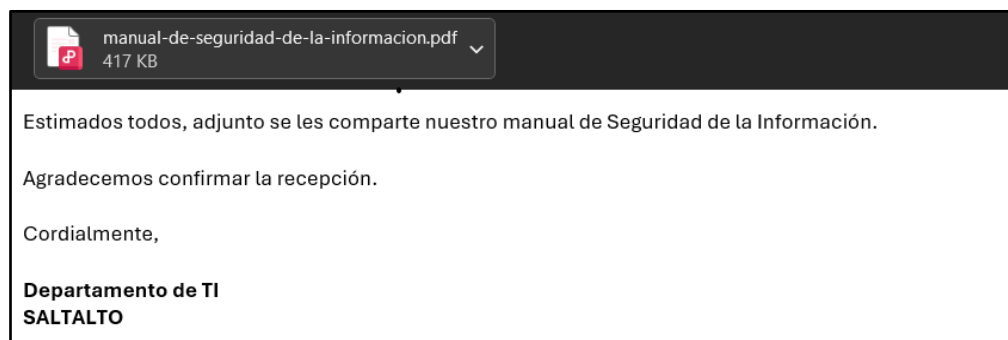 manual-de-seguridad-de-la-informacion.pdf
417 KB
Estimados todos, adjunto se les comparte nuestro manual de Seguridad de la Información.
Agradecemos confirmar la recepción.
Cordialmente,
Departamento de TI
SALTALTO